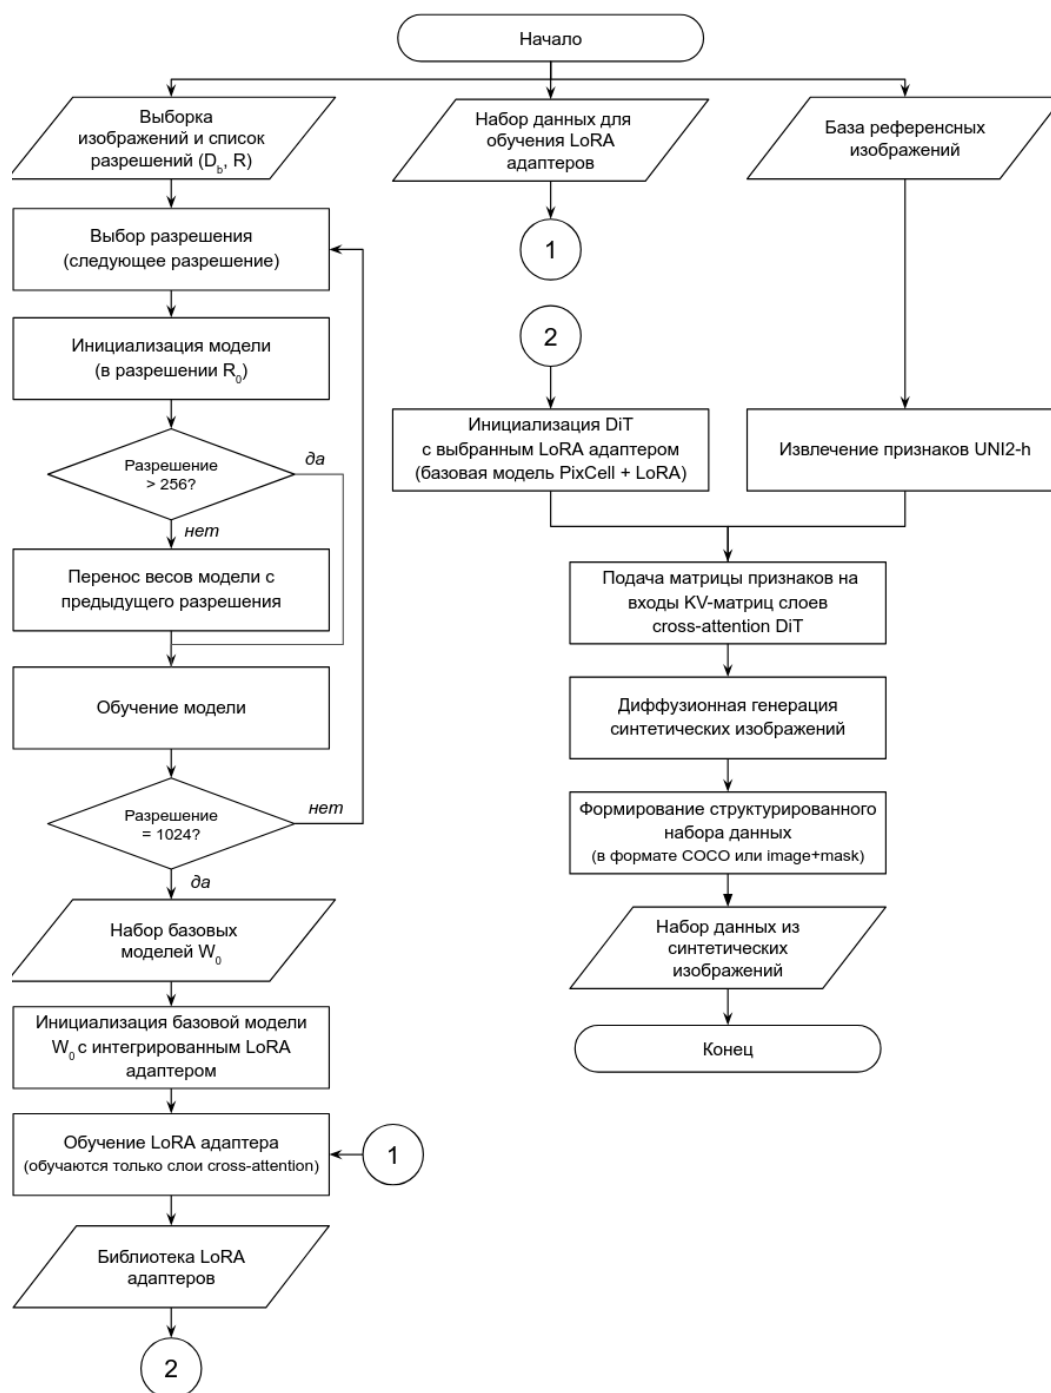 Начало
Выборка
изображений и список
разрешений (D_b, R)
Набор данных для
обучения LoRA
адаптеров
База референсных
изображений
Выбор разрешения
(следующее разрешение)
1
Инициализация модели
(в разрешении R_0)
2
Разрешение
> 256?
да
нет
Инициализация DiT
с выбранным LoRA адаптером
(базовая модель PixCell + LoRA)
Извлечение признаков UNI2-h
Перенос весов модели с
предыдущего разрешения
Подача матрицы признаков на
входы KV-матриц слоев
cross-attention DiT
Обучение модели
Диффузионная генерация
синтетических изображений
Разрешение
= 1024?
нет
да
Формирование структурированного
набора данных
(в формате COCO или image+mask)
Набор базовых
моделей W_0
Набор данных из
синтетических
изображений
Инициализация базовой модели
W_0 с интегрированным LoRA
адаптером
Конец
Обучение LoRA адаптера
(обучаются только слои cross-attention)
1
Библиотека LoRA
адаптеров
2